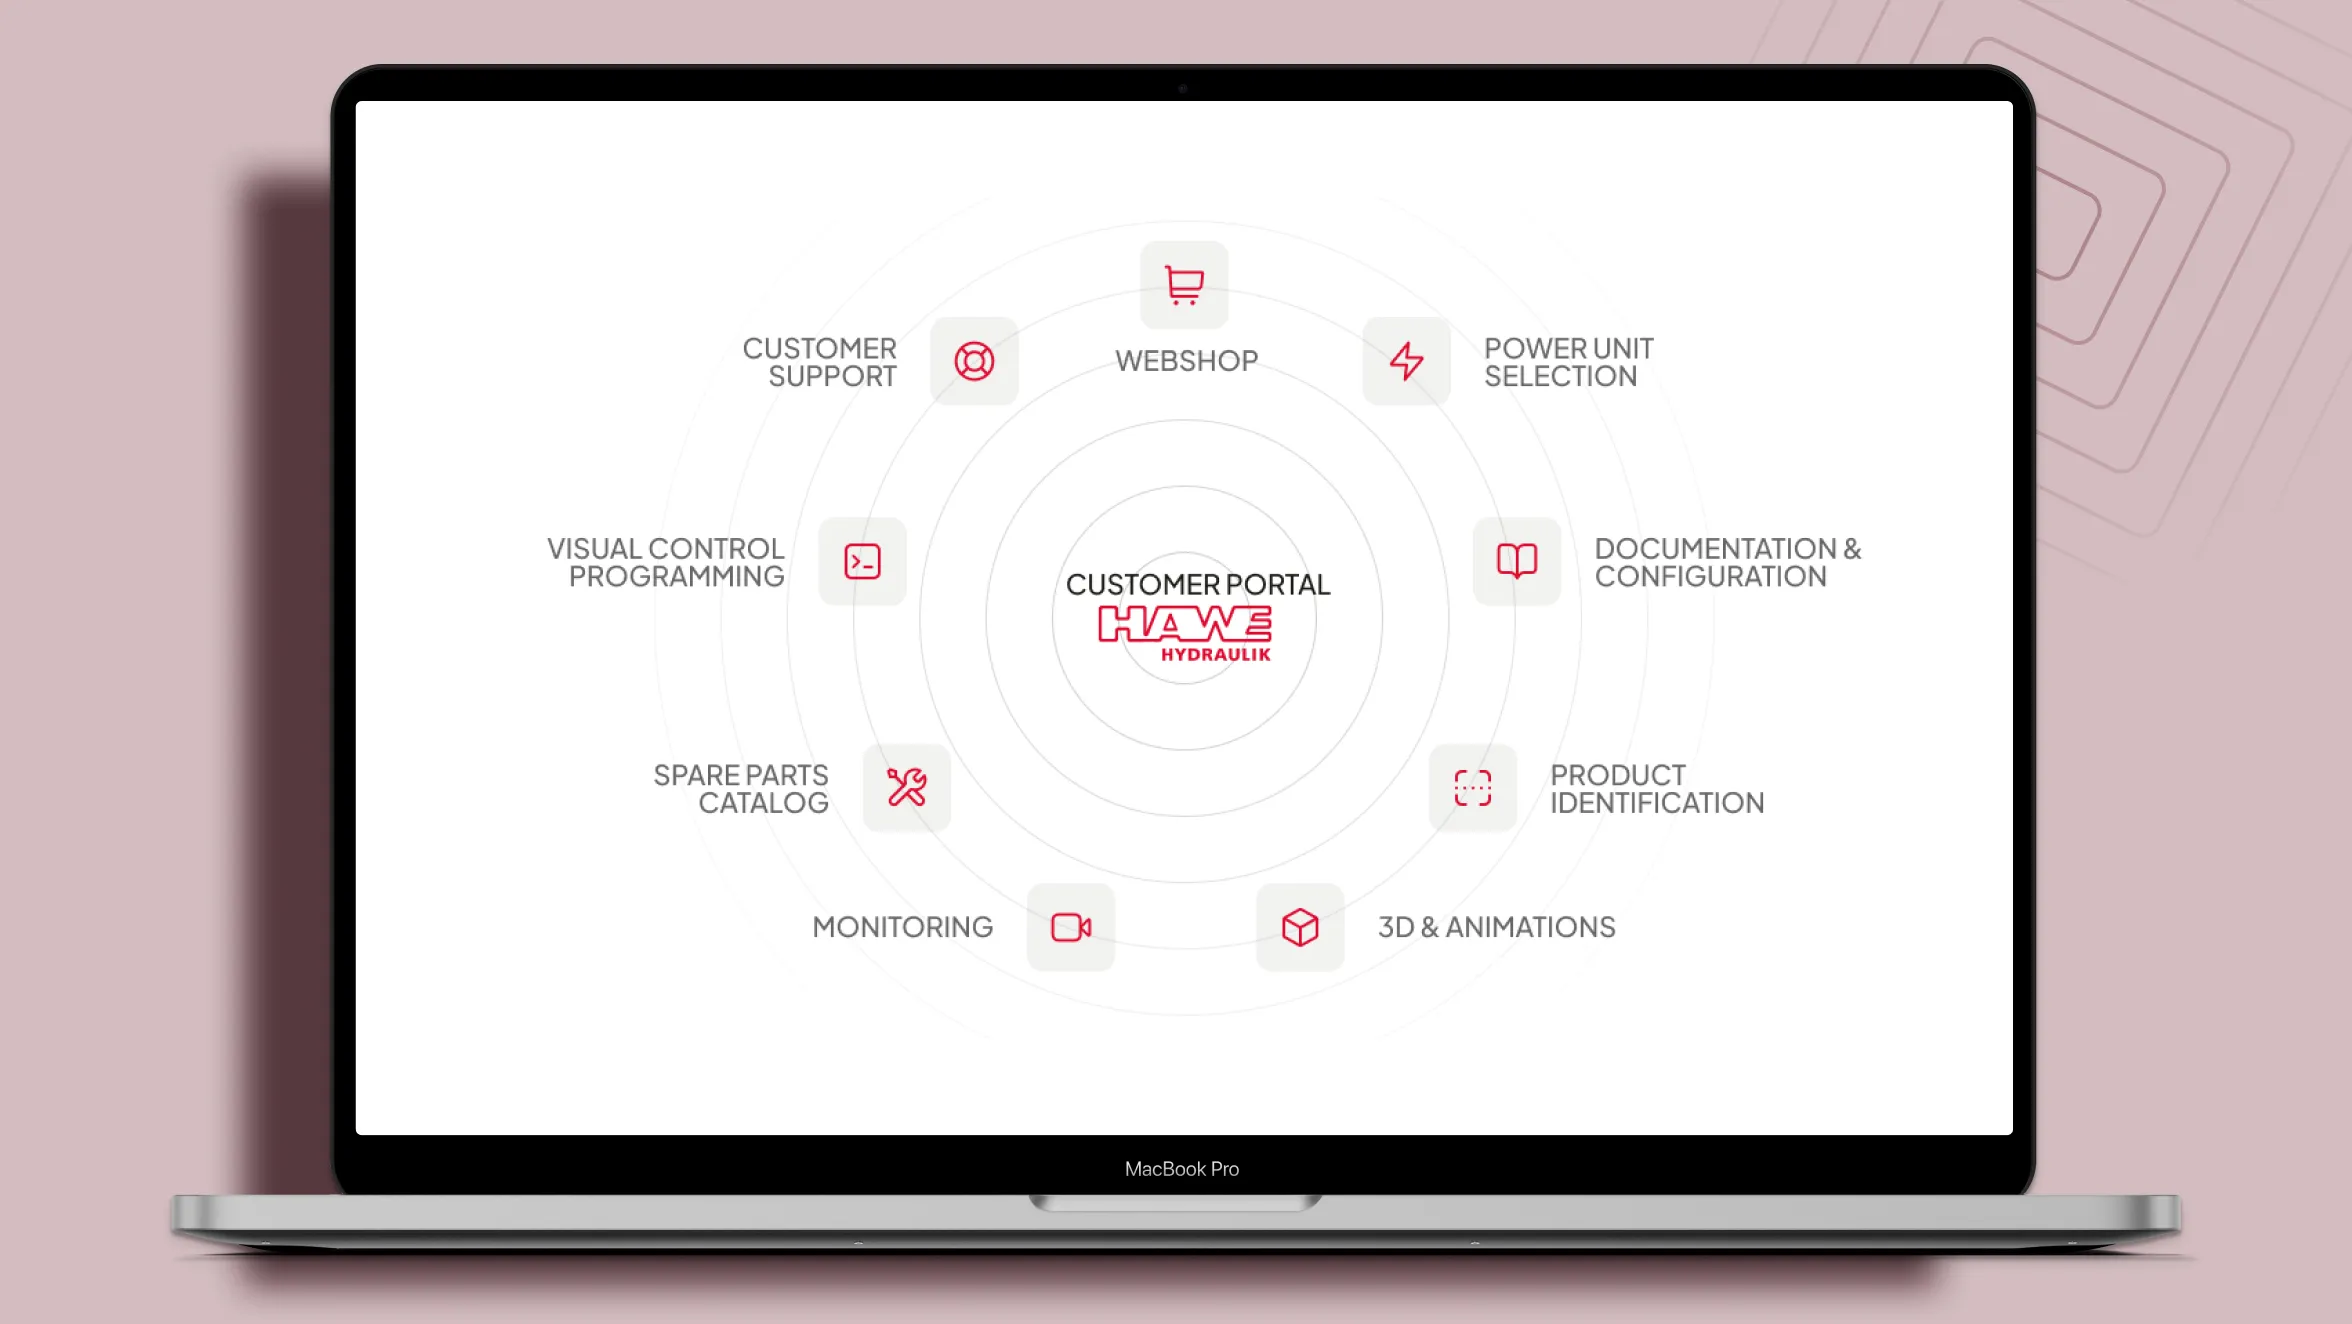 WEBSHOP
CUSTOMER
SUPPORT
POWER UNIT
SELECTION
VISUAL CONTROL
PROGRAMMING
DOCUMENTATION &
CONFIGURATION
CUSTOMER PORTAL
HAWE
HYDRAULIK
SPARE PARTS
CATALOG
PRODUCT
IDENTIFICATION
MONITORING
3D & ANIMATIONS
MacBook Pro